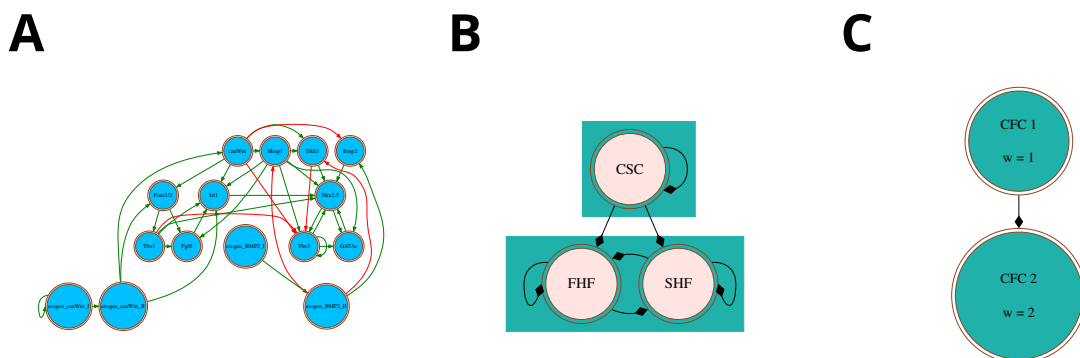 A
B
C
canWnt
Mesp1
Dkk1
Bmp2
Foxc1/2
Isl1
Nkx2.5
Tbx1
Fgf8
exogen_BMP2_I
Tbx5
GATAs
exogen_canWnt_I
exogen_canWnt_II
exogen_BMP2_II
CSC
FHF
SHF
CFC 1
w = 1
CFC 2
w = 2